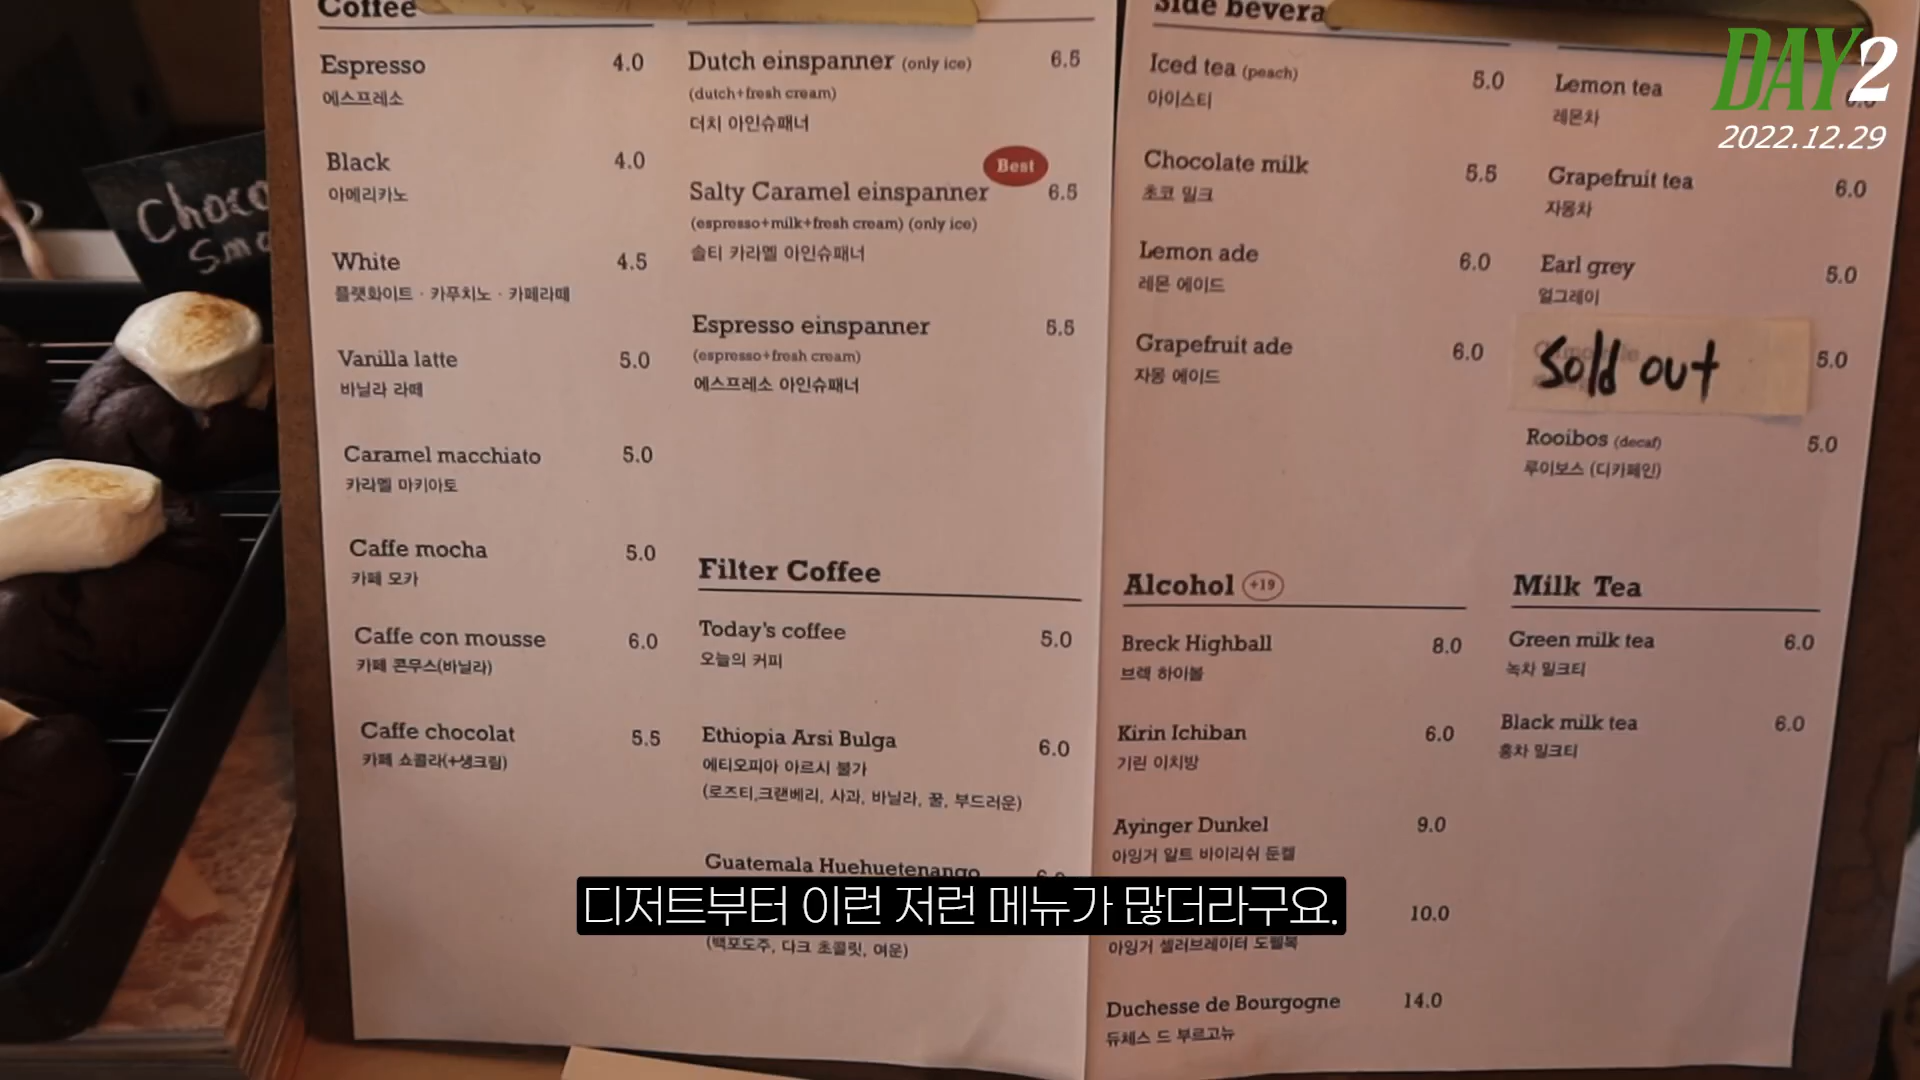 Coffee
Espresso 4.0
에스프레소
Black 4.0
아메리카노
White 4.5
플랫화이트 · 카푸치노 · 카페라떼
Vanilla latte 5.0
바닐라 라떼
Caramel macchiato 5.0
카라멜 마키아토
Caffe mocha 5.0
카페 모카
Caffe con mousse 6.0
카페 콘무스(바닐라)
Caffe chocolat 5.5
카페 쇼콜라(+생크림)
Dutch einspanner (only ice) 6.5
(dutch+fresh cream)
더치 아인슈패너
Best
Salty Caramel einspanner 6.5
(espresso+milk+fresh cream) (only ice)
솔티 카라멜 아인슈패너
Espresso einspanner 5.5
(espresso+fresh cream)
에스프레소 아인슈패너
Filter Coffee
Today's coffee 5.0
오늘의 커피
Ethiopia Arsi Bulga 6.0
에티오피아 아르시 불가
(로즈티,크랜베리, 사과, 바닐라, 꿀, 부드러운)
Guatemala Huehuetenango
(백포도주, 다크 초콜릿, 여운)
Side
Iced tea (peach) 5.0
아이스티
Chocolate milk 5.5
초코 밀크
Lemon ade 6.0
레몬 에이드
Grapefruit ade 6.0
자몽 에이드
Lemon tea
레몬차
Grapefruit tea 6.0
자몽차
Earl grey 5.0
얼그레이
Sold out 5.0
Rooibos (decaf) 5.0
루이보스 (디카페인)
Alcohol +19
Breck Highball 8.0
브렉 하이볼
Kirin Ichiban 6.0
기린 이치방
Ayinger Dunkel 9.0
아잉거 알트 바이리쉬 둔켈
10.0
아잉거 셀러브레이터 도펠복
Duchesse de Bourgogne 14.0
듀체스 드 부르고뉴
Milk Tea
Green milk tea 6.0
녹차 밀크티
Black milk tea 6.0
홍차 밀크티
DAY2
2022.12.29
디저트부터 이런 저런 메뉴가 많더라구요.